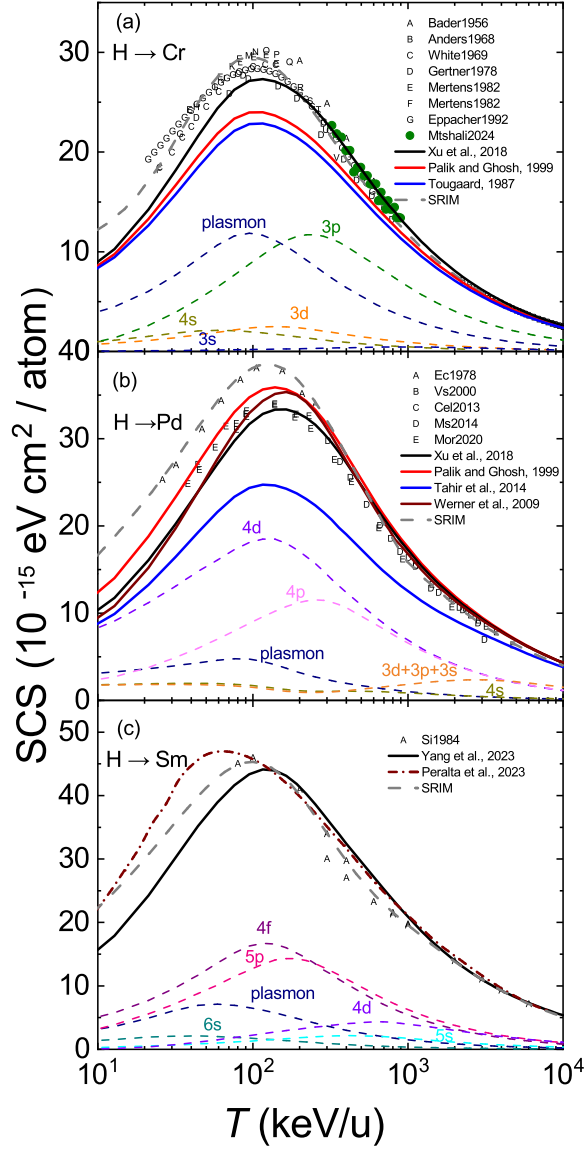 (a)
H → Cr
A Bader1956
B Anders1968
C White1969
D Gertner1978
E Mertens1982
F Mertens1982
G Eppacher1992
Mtshali2024
Xu et al., 2018
Palik and Ghosh, 1999
Tougaard, 1987
SRIM
30
20
10
40
plasmon
3p
4s
3d
3s
(b)
H →Pd
A Ec1978
B Vs2000
C Cel2013
D Ms2014
E Mor2020
Xu et al., 2018
Palik and Ghosh, 1999
Tahir et al., 2014
Werner et al., 2009
SRIM
30
20
10
0
4d
4p
plasmon
3d+3p+3s
4s
SCS (10 -15 eV cm2 / atom)
(c)
H → Sm
A Si1984
Yang et al., 2023
Peralta et al., 2023
SRIM
50
40
30
20
10
0
4f
5p
plasmon
4d
6s
5s
10^1 10^2 10^3 10^4
T (keV/u)